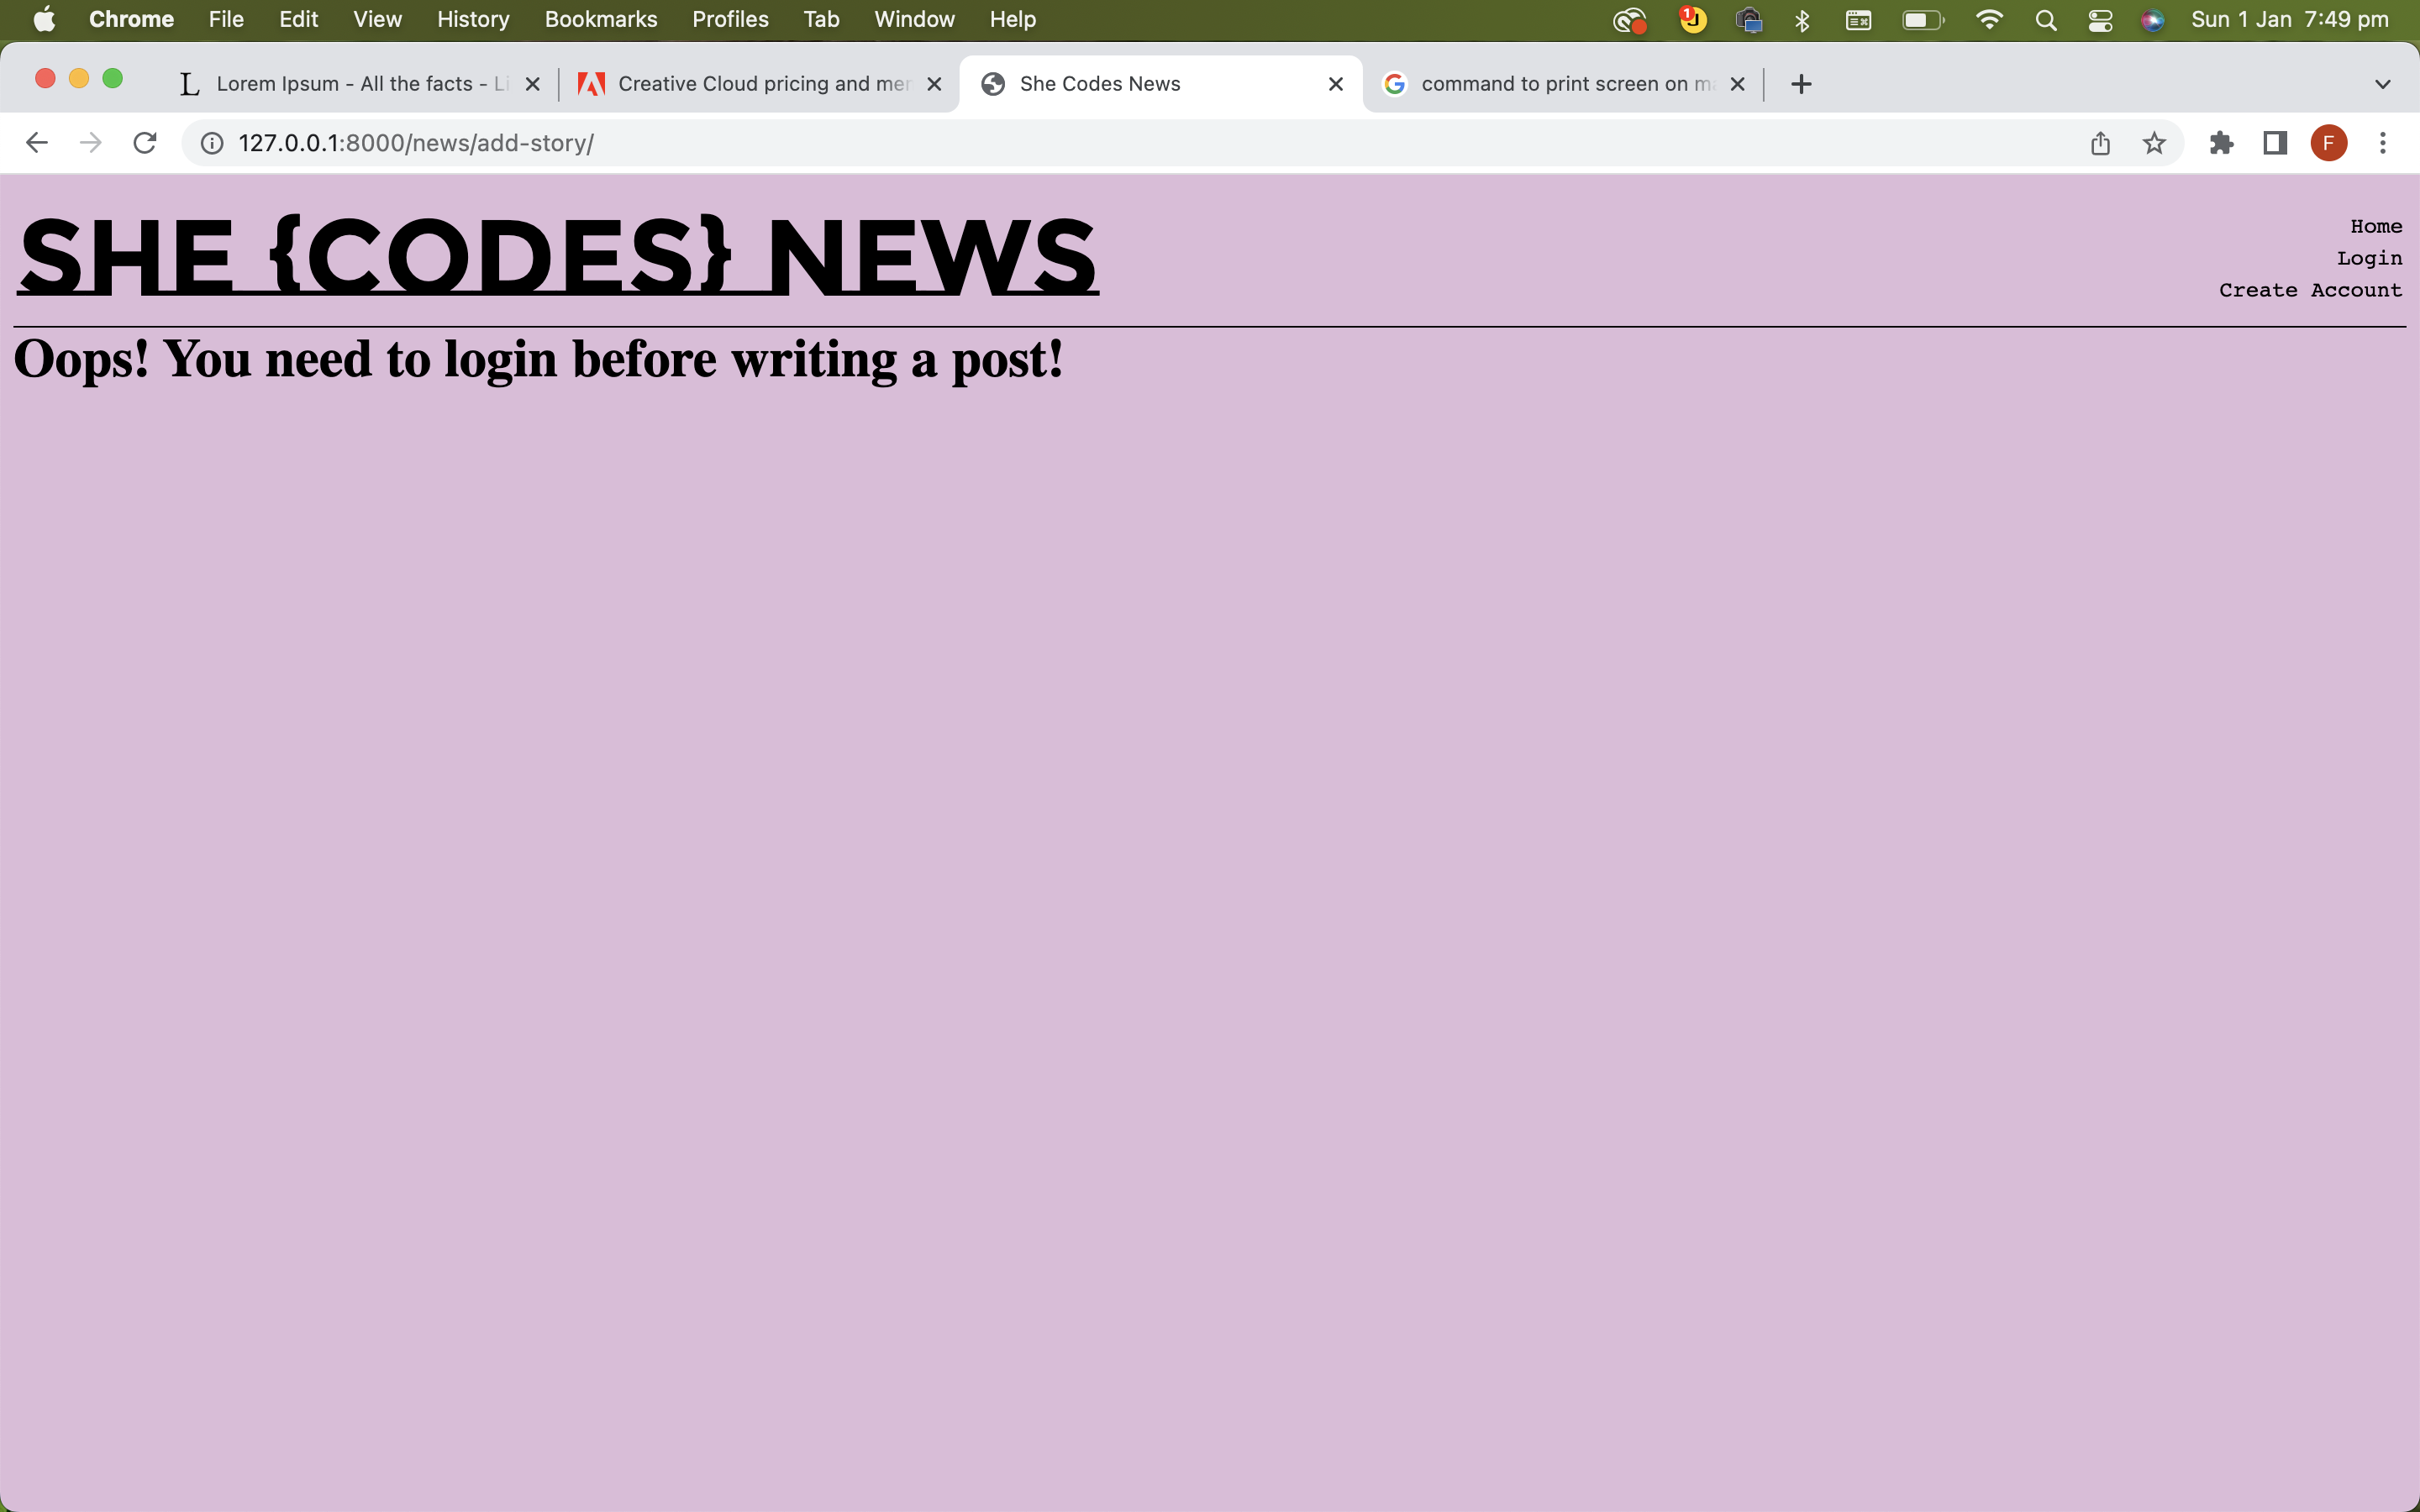 Chrome File Edit View History Bookmarks Profiles Tab Window Help 1 J Sun 1 Jan 7:49 pm
L Lorem Ipsum - All the facts - Creative Cloud pricing and She Codes News command to print screen on
127.0.0.1:8000/news/add-story/ F
SHE {CODES} NEWS
Home
Login
Create Account
Oops! You need to login before writing a post!